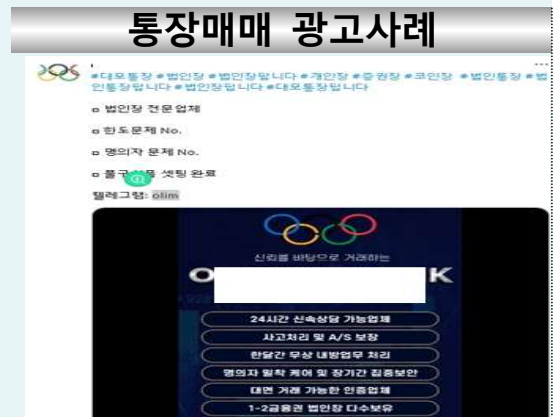 통장매매 광고사례
#대포통장 #법인장 #법인장팝니다 #개인장 #증권장 #코인장 #법인통장 #법
인통장팝니다 #법인장팝니다 #대포통장팝니다
¤ 법인장 전문업체
¤ 한도문제 No.
¤ 명의자 문제 No.
¤ 풀구 셋팅 완료
텔레그램: olim
신뢰를 바탕으로 거래하는
O K
24시간 신속상담 가능업체
사고처리 및 A/S 보장
한달간 무상 내방업무 처리
명의자 밀착 케어 및 장기간 집중보안
대면 거래 가능한 인증업체
1-2금융권 법인장 다수보유